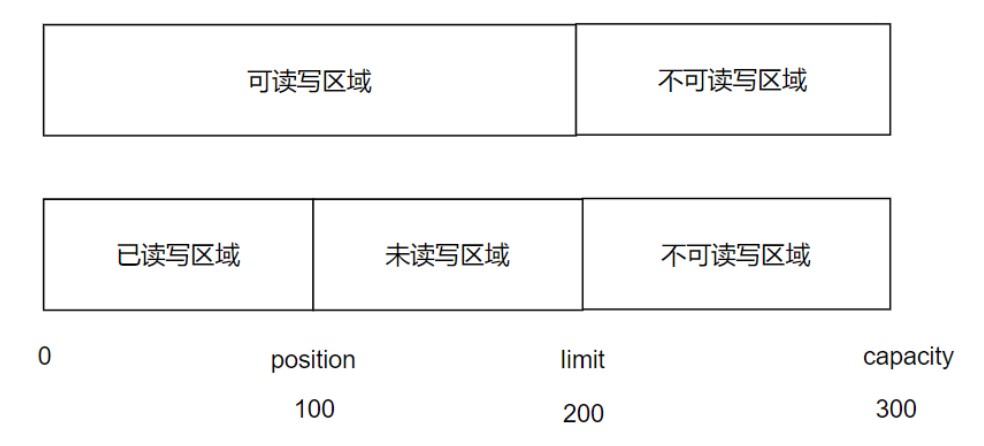 可读写区域 不可读写区域
已读写区域 未读写区域 不可读写区域
0 position limit capacity
100 200 300